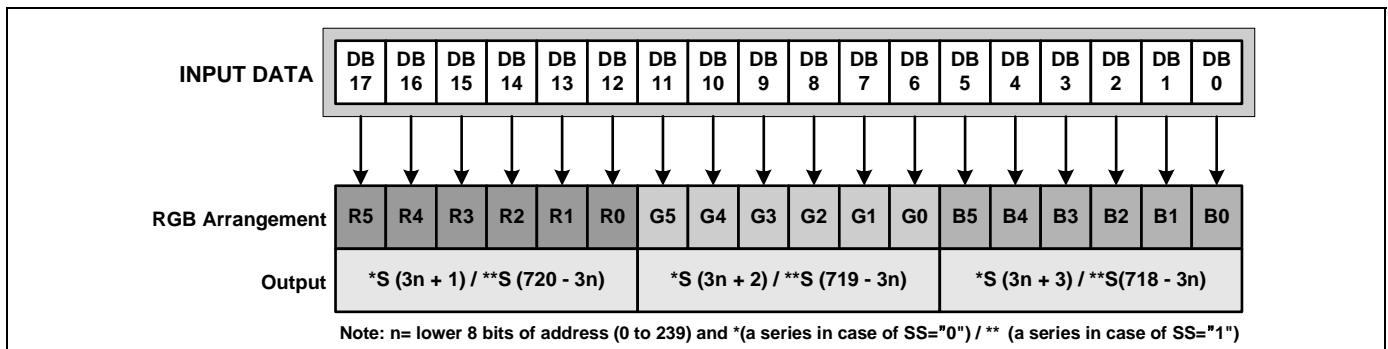 INPUT DATA DB 17 DB 16 DB 15 DB 14 DB 13 DB 12 DB 11 DB 10 DB 9 DB 8 DB 7 DB 6 DB 5 DB 4 DB 3 DB 2 DB 1 DB 0
RGB Arrangement R5 R4 R3 R2 R1 R0 G5 G4 G3 G2 G1 G0 B5 B4 B3 B2 B1 B0
Output *S (3n + 1) / **S (720 - 3n) *S (3n + 2) / **S (719 - 3n) *S (3n + 3) / **S(718 - 3n)
Note: n= lower 8 bits of address (0 to 239) and *(a series in case of SS="0") / ** (a series in case of SS="1")